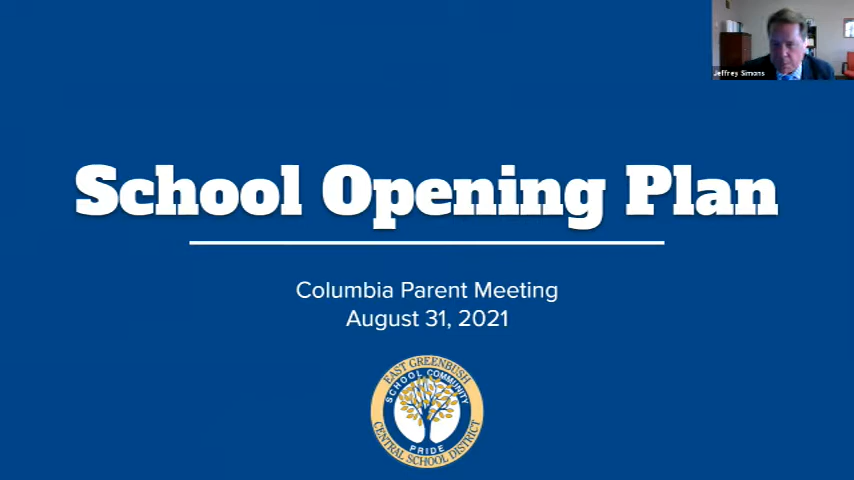 Jeffrey Simons
School Opening Plan
Columbia Parent Meeting
August 31, 2021
EAST GREENBUSH
SCHOOL COMMUNITY
PRIDE
CENTRAL SCHOOL DISTRICT